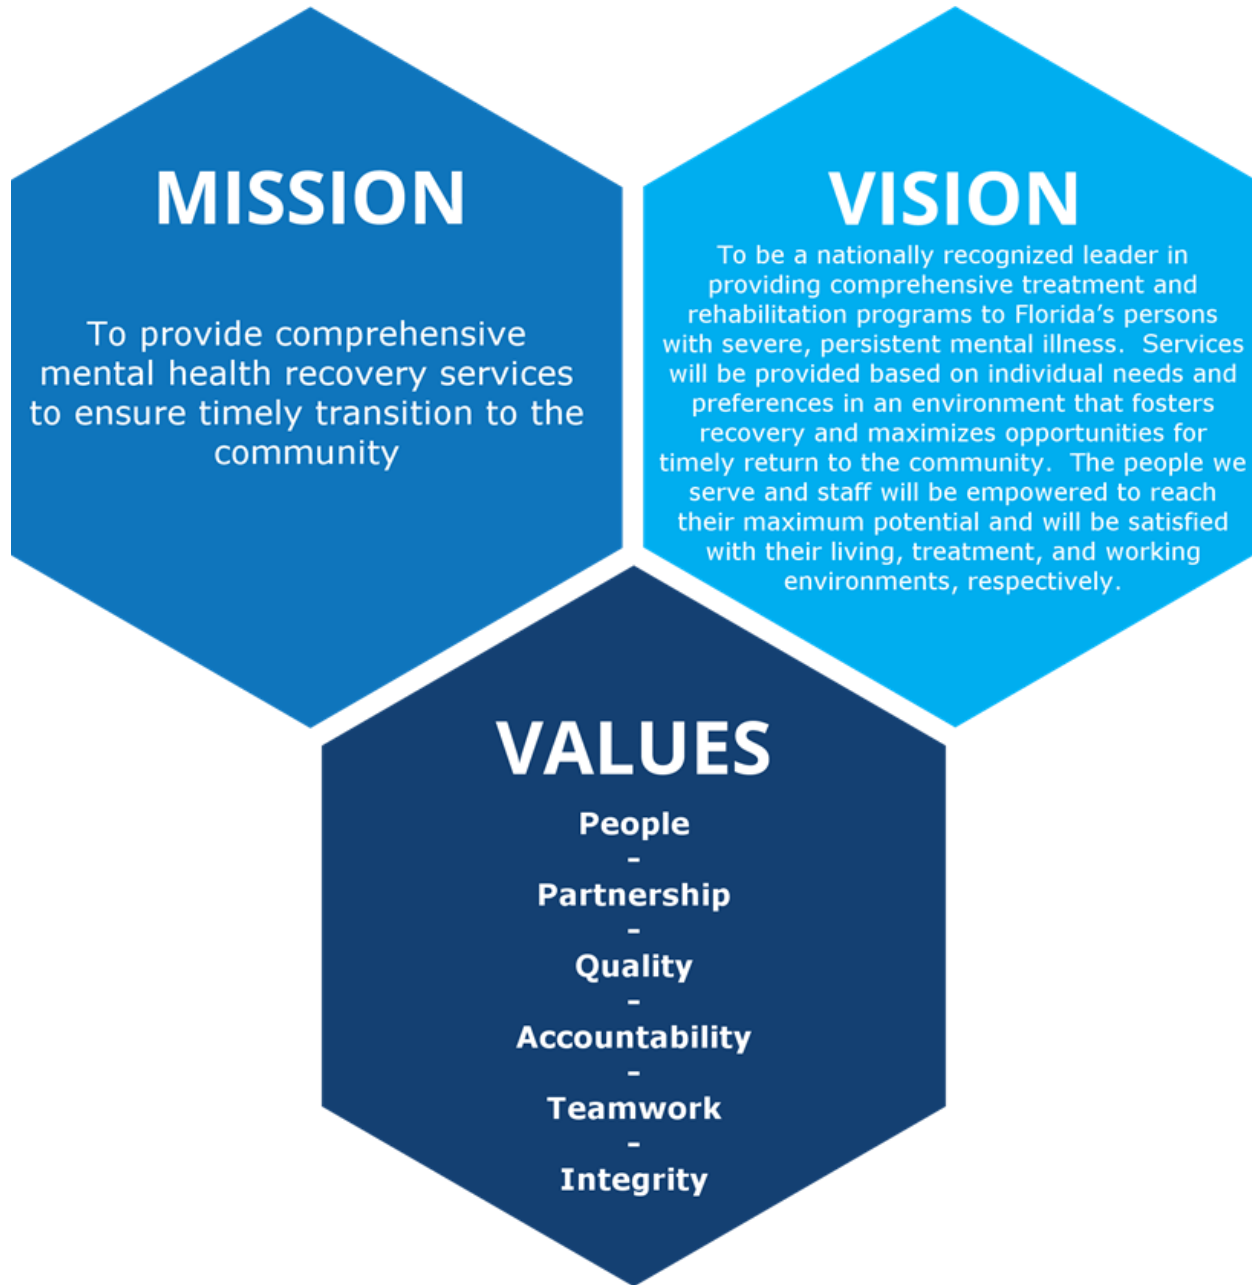 MISSION
To provide comprehensive
mental health recovery services
to ensure timely transition to the
community
VISION
To be a nationally recognized leader in
providing comprehensive treatment and
rehabilitation programs to Florida’s persons
with severe, persistent mental illness.  Services
will be provided based on individual needs and
preferences in an environment that fosters
recovery and maximizes opportunities for
timely return to the community.  The people we
serve and staff will be empowered to reach
their maximum potential and will be satisfied
with their living, treatment, and working
environments, respectively.
VALUES
People
-
Partnership
-
Quality
-
Accountability
-
Teamwork
-
Integrity